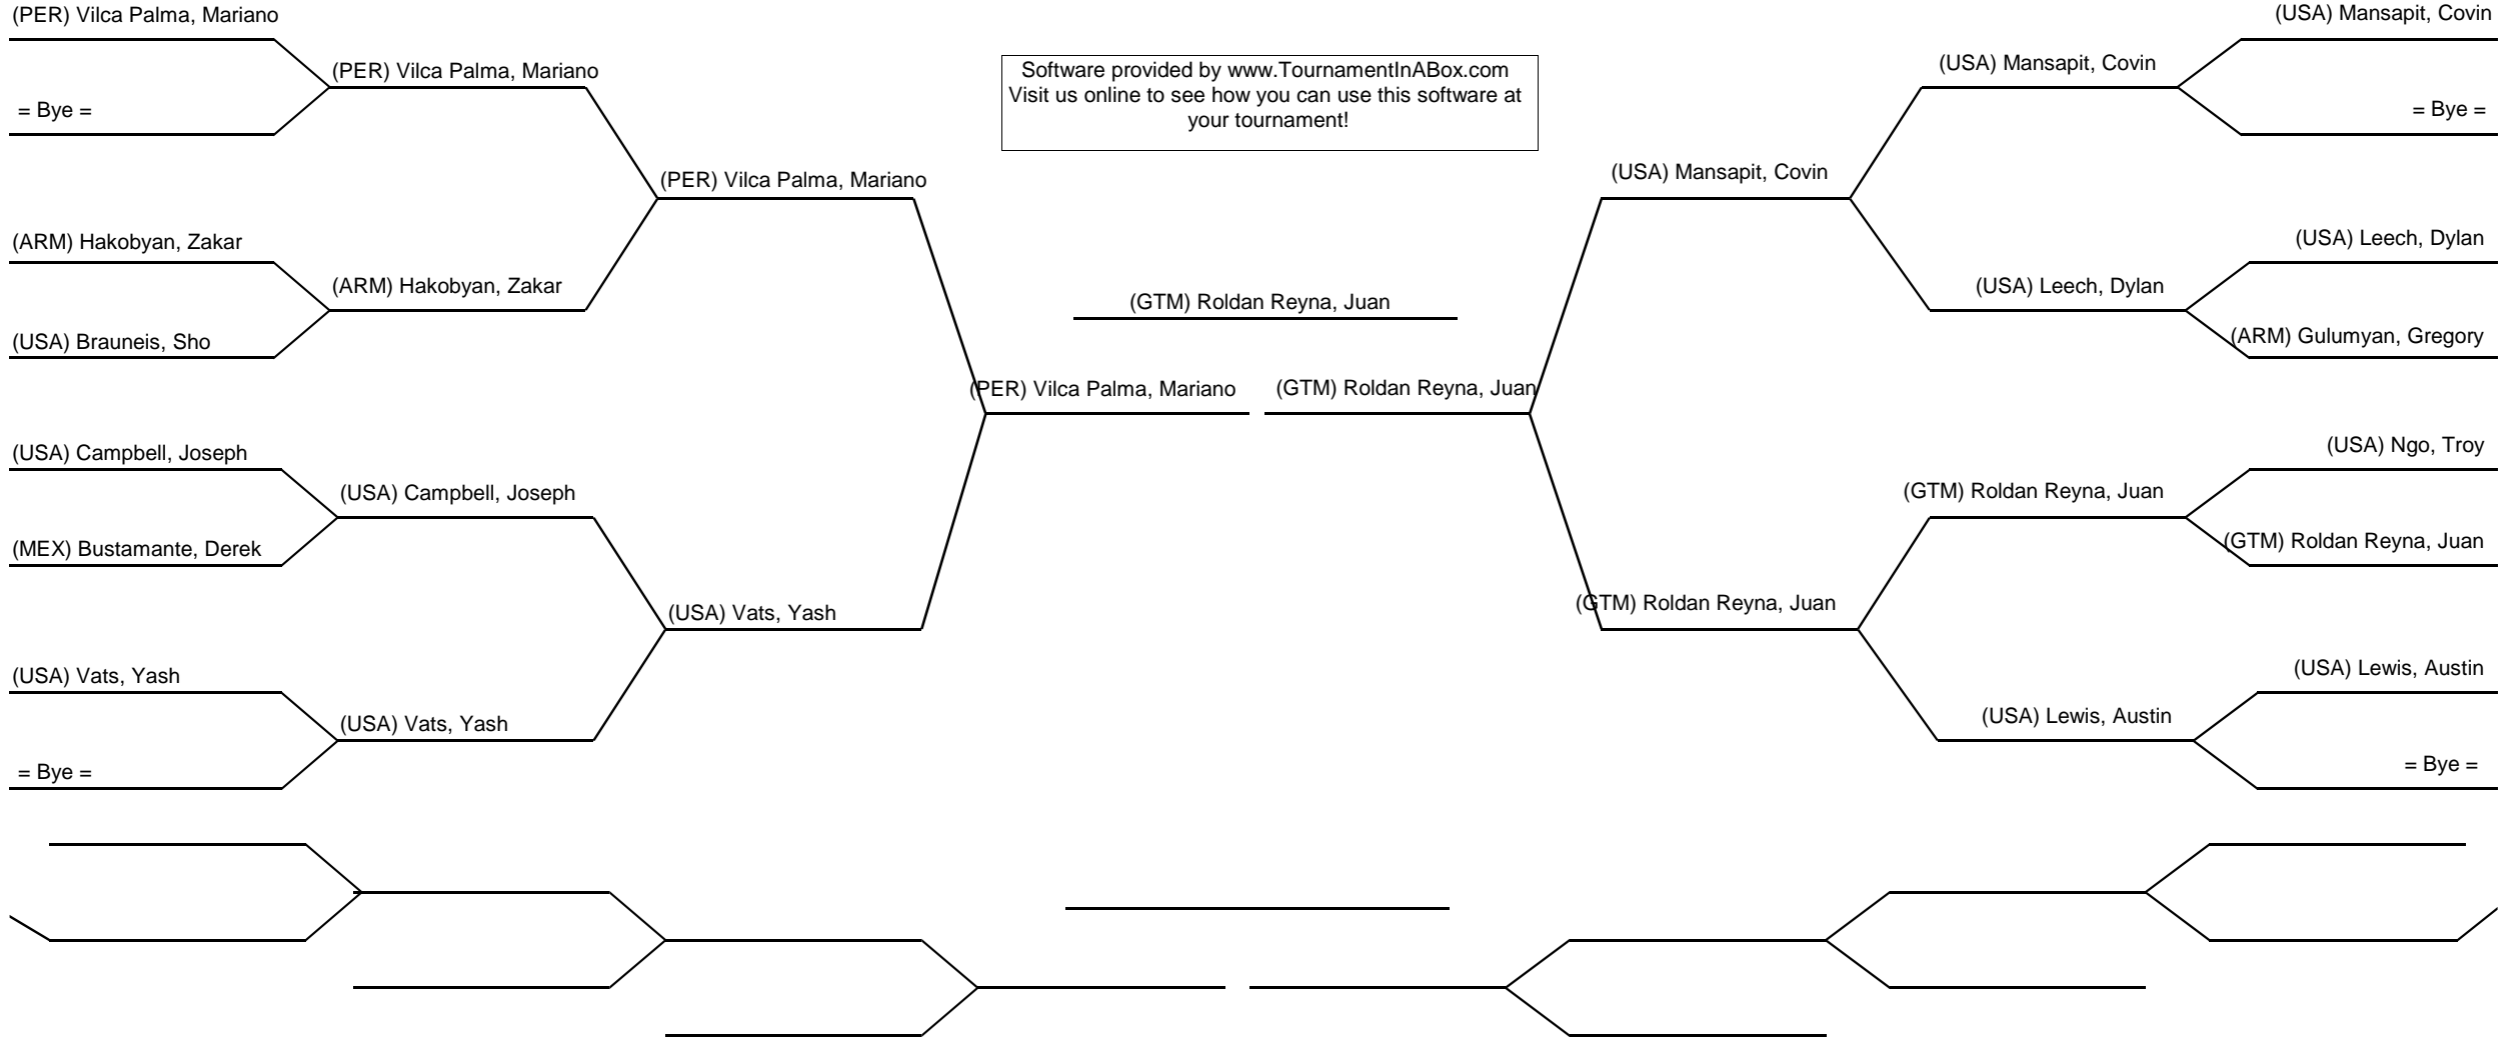 (PER) Vilca Palma, Mariano
= Bye =
(ARM) Hakobyan, Zakar
(USA) Brauneis, Sho
(USA) Campbell, Joseph
(MEX) Bustamante, Derek
(USA) Vats, Yash
= Bye =
(PER) Vilca Palma, Mariano
(ARM) Hakobyan, Zakar
(USA) Campbell, Joseph
(USA) Vats, Yash
(PER) Vilca Palma, Mariano
(USA) Vats, Yash
Software provided by www.TournamentInABox.com
Visit us online to see how you can use this software at
your tournament!
(GTM) Roldan Reyna, Juan
(PER) Vilca Palma, Mariano
(GTM) Roldan Reyna, Juan
(USA) Mansapit, Covin
(GTM) Roldan Reyna, Juan
(USA) Mansapit, Covin
(USA) Leech, Dylan
(GTM) Roldan Reyna, Juan
(USA) Lewis, Austin
(USA) Mansapit, Covin
= Bye =
(USA) Leech, Dylan
(ARM) Gulumyan, Gregory
(USA) Ngo, Troy
(GTM) Roldan Reyna, Juan
(USA) Lewis, Austin
= Bye =